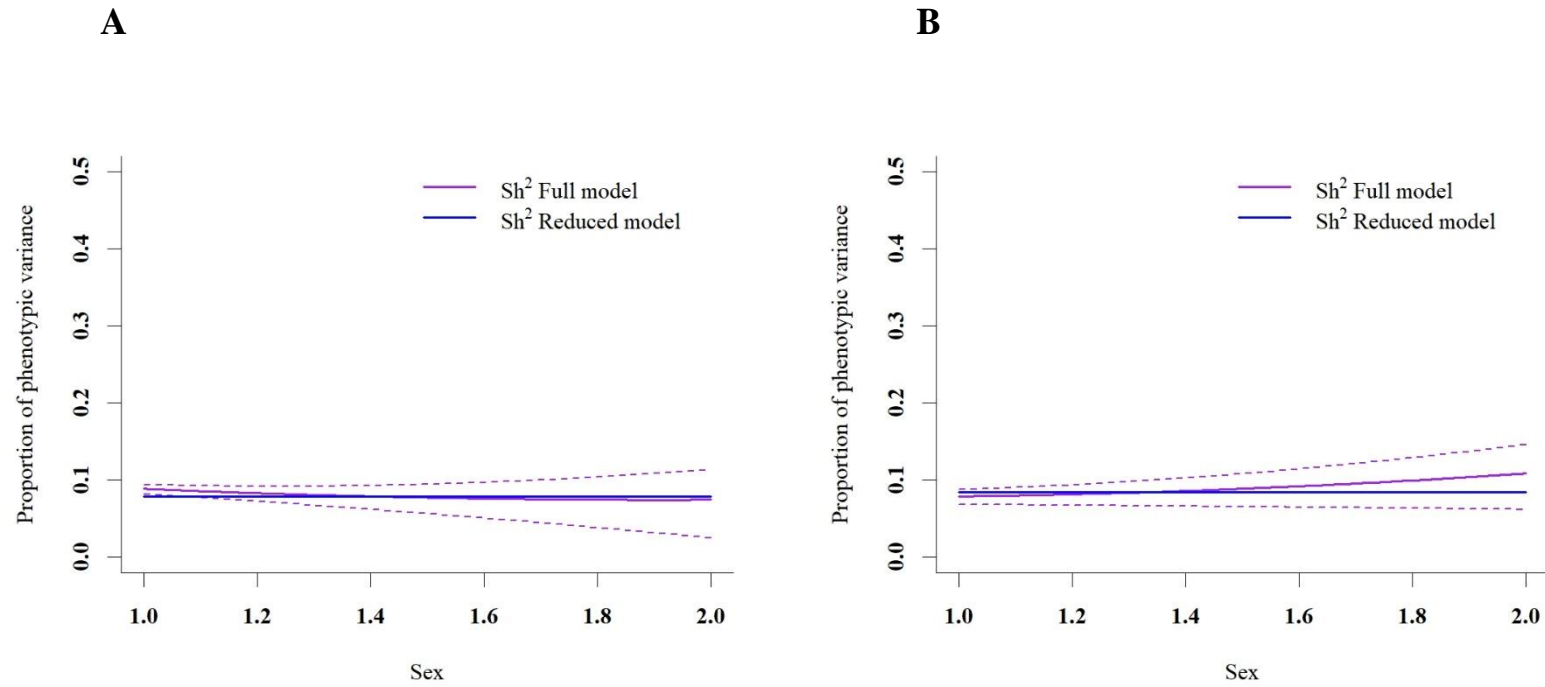 A
Proportion of phenotypic variance
0.5
0.4
0.3
0.2
0.1
0.0
Sh² Full model
Sh² Reduced model
1.0 1.2 1.4 1.6 1.8 2.0
Sex
B
Proportion of phenotypic variance
0.5
0.4
0.3
0.2
0.1
0.0
Sh² Full model
Sh² Reduced model
1.0 1.2 1.4 1.6 1.8 2.0
Sex